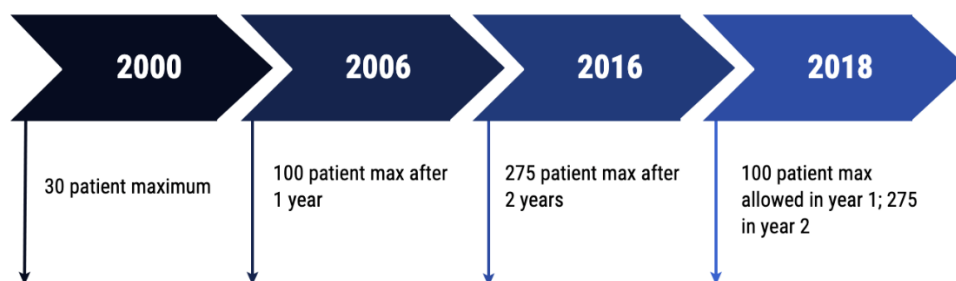 2000
2006
2016
2018
30 patient maximum
100 patient max after
1 year
275 patient max after
2 years
100 patient max
allowed in year 1; 275
in year 2